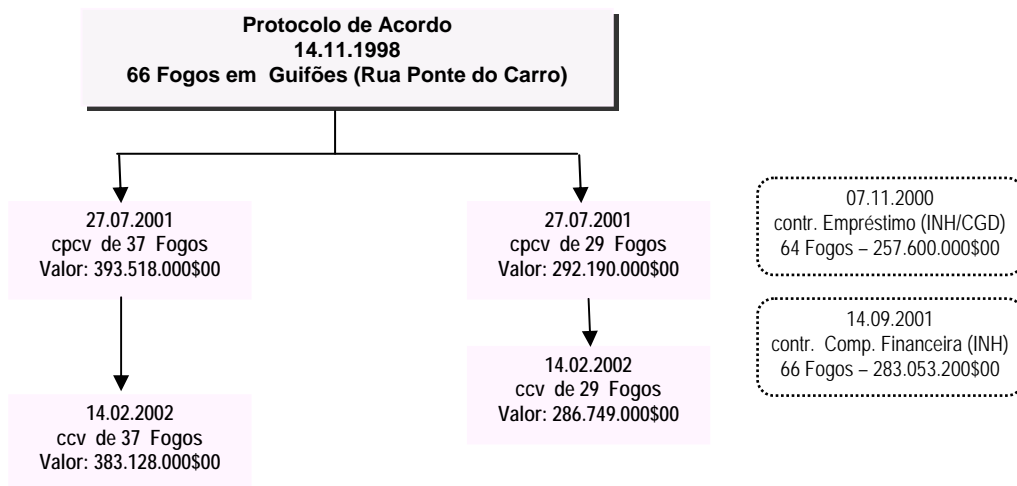 Protocolo de Acordo
14.11.1998
66 Fogos em Guifões (Rua Ponte do Carro)
27.07.2001
cpcv de 37 Fogos
Valor: 393.518.000$00
27.07.2001
cpcv de 29 Fogos
Valor: 292.190.000$00
07.11.2000
contr. Empréstimo (INH/CGD)
64 Fogos – 257.600.000$00
14.09.2001
contr. Comp. Financeira (INH)
66 Fogos – 283.053.200$00
14.02.2002
ccv de 29 Fogos
Valor: 286.749.000$00
14.02.2002
ccv de 37 Fogos
Valor: 383.128.000$00